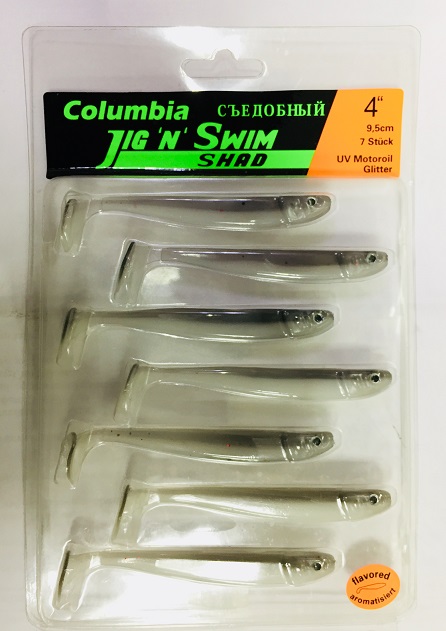 Columbia СЪЕДОБНЫЙ
JIG 'N' SWIM
SHAD
4"
9,5cm
7 Stück
UV Motoroil
Glitter
flavored
aromatisiert